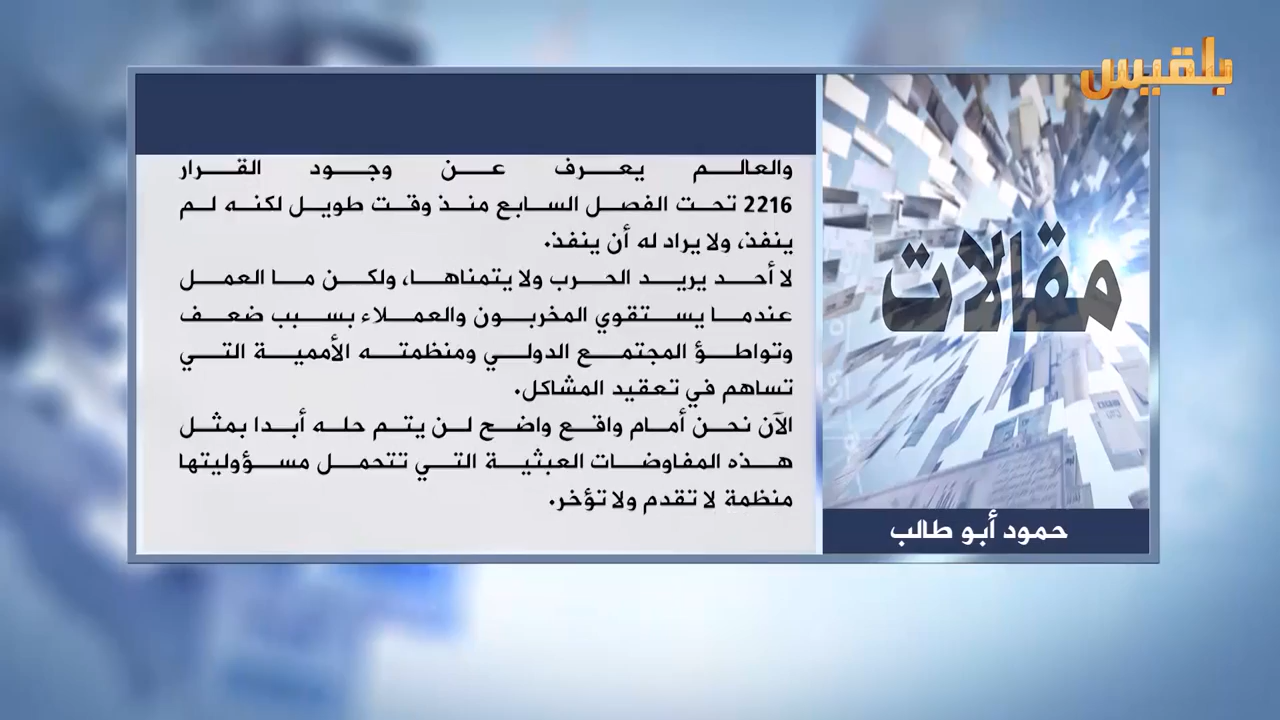 بلقيس
والعالم يعرف عن وجود القرار
2216 تحت الفصل السابع منذ وقت طويل لكنه لم
ينفذ، ولا يراد له أن ينفذ.
لا أحد يريد الحرب ولا يتمناها، ولكن ما العمل
عندما يستقوي المخربون والعملاء بسبب ضعف
وتواطؤ المجتمع الدولي ومنظمته الأممية التي
تساهم في تعقيد المشاكل.
الآن نحن أمام واقع واضح لن يتم حله أبدا بمثل
هذه المفاوضات العبثية التي تتحمل مسؤوليتها
منظمة لا تقدم ولا تؤخر.
مقالات
حمود أبو طالب